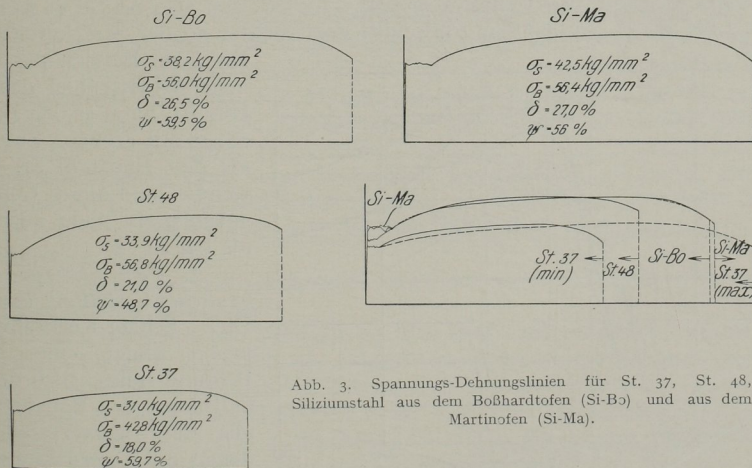 Si-Bo
σS = 38,2 kg/mm²
σB = 56,0 kg/mm²
δ = 26,5 %
ψ = 59,5 %
Si-Ma
σS = 42,5 kg/mm²
σB = 56,4 kg/mm²
δ = 27,0 %
ψ = 56 %
St. 48
σS = 33,9 kg/mm²
σB = 56,8 kg/mm²
δ = 21,0 %
ψ = 48,7 %
Si-Ma
St. 37
(min)
St. 48
Si-Bo
Si-Ma
St. 37
(max)
St. 37
σS = 31,0 kg/mm²
σB = 42,8 kg/mm²
δ = 18,0 %
ψ = 59,7 %
Abb. 3. Spannungs-Dehnungslinien für St. 37, St. 48,
Siliziumstahl aus dem Boßhardtofen (Si-Bo) und aus dem
Martinofen (Si-Ma).